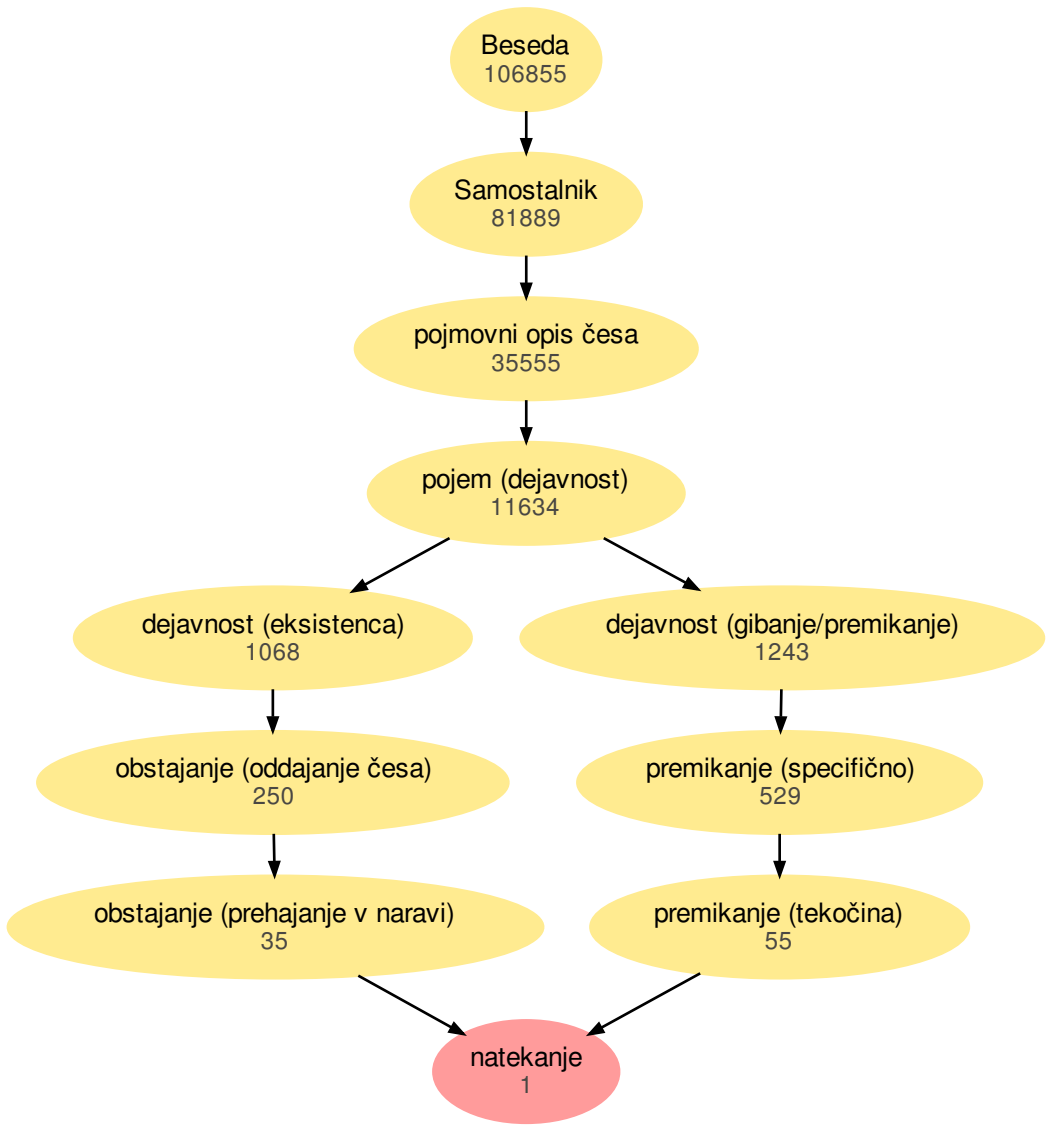 Beseda
106855
Samostalnik
81889
pojmovni opis česa
35555
pojem (dejavnost)
11634
dejavnost (eksistenca)
1068
dejavnost (gibanje/premikanje)
1243
obstajanje (oddajanje česa)
250
premikanje (specifično)
529
obstajanje (prehajanje v naravi)
35
premikanje (tekočina)
55
natekanje
1